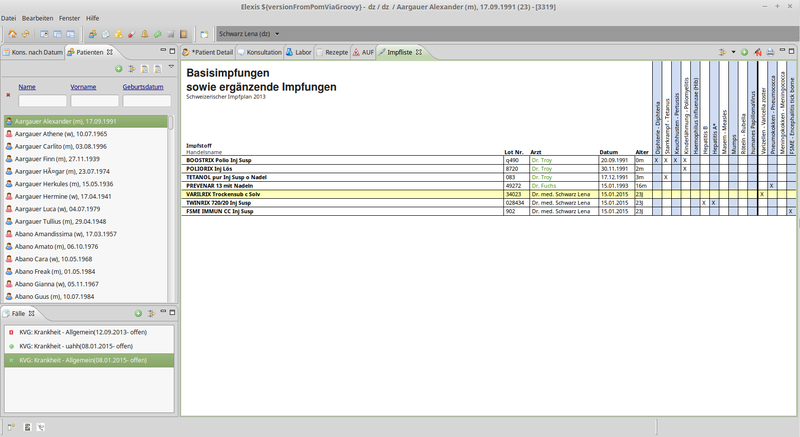 Elexis ${versionFromPomViaGroovy} - dz / dz / Aargauer Alexander (m), 17.09.1991 (23) - [3319]
Datei Bearbeiten Fenster Hilfe
Schwarz Lena (dz)
Kons. nach Datum Patienten
*Patient Detail Konsultation Labor Rezepte AUF Impfliste
Name Vorname Geburtsdatum
Aargauer Alexander (m), 17.09.1991
Aargauer Athene (w), 10.07.1965
Aargauer Carlito (m), 03.08.1996
Aargauer Finn (m), 27.11.1939
Aargauer HÃ¤gar (m), 23.07.1974
Aargauer Herkules (m), 15.05.1936
Aargauer Hermine (w), 17.04.1941
Aargauer Luca (w), 04.07.1979
Aargauer Tullius (m), 29.04.1948
Abano Amandissima (w), 17.03.1957
Abano Amato (m), 06.10.1976
Abano Cara (w), 10.05.1968
Abano Freak (m), 01.05.1984
Abano Gianna (w), 05.11.1967
Abano Guus (m), 10.07.1984
Fälle
KVG: Krankheit - Allgemein(12.09.2013- offen)
KVG: Krankheit - uahh(08.01.2015- offen)
KVG: Krankheit - Allgemein(08.01.2015- offen)
Basisimpfungen
sowie ergänzende Impfungen
Schweizerischer Impfplan 2013
Impfstoff
Handelsname Lot Nr. Arzt Datum Alter
Diphterie - Diphteria
Starrkrampf - Tetanus
Keuchhusten - Pertussis
Kinderlähmung - Poliomyelitis
Haemophilus influenzae (Hib)
Hepatitis B
Hepatitis A*
Masern - Measles
Mumps
Röteln - Rubella
humanes Papillomavirus
Varizellen - Varicella zoster
Pneumokokken - Pneumococca
Meningokokken - Meningococca
FSME - Encephalitis tick borne
BOOSTRIX Polio Inj Susp q490 Dr. Troy 20.09.1991 0m X X X X
POLIORIX Inj Lös 8720 Dr. Troy 30.11.1991 2m X
TETANOL pur Inj Susp o Nadel 083 Dr. Troy 17.12.1991 3m X
PREVENAR 13 mit Nadeln 49272 Dr. Fuchs 15.01.1993 16m X
VARILRIX Trockensub c Solv 34023 Dr. med. Schwarz Lena 15.01.2015 23J X
TWINRIX 720/20 Inj Susp 028434 Dr. med. Schwarz Lena 15.01.2015 23J X X
FSME IMMUN CC Inj Susp 902 Dr. med. Schwarz Lena 15.01.2015 23J X